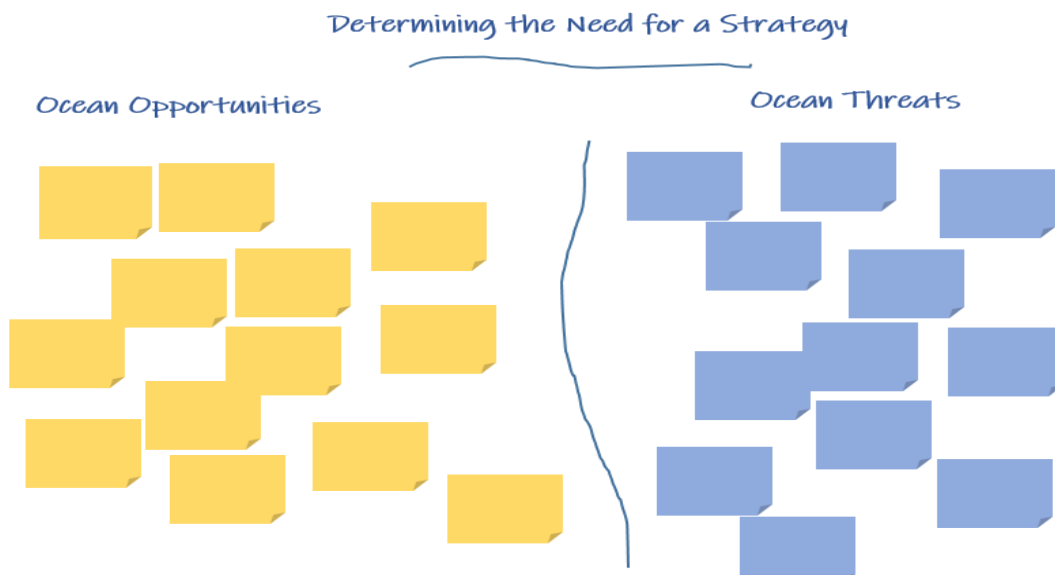 Determining the Need for a Strategy
Ocean Opportunities
Ocean Threats